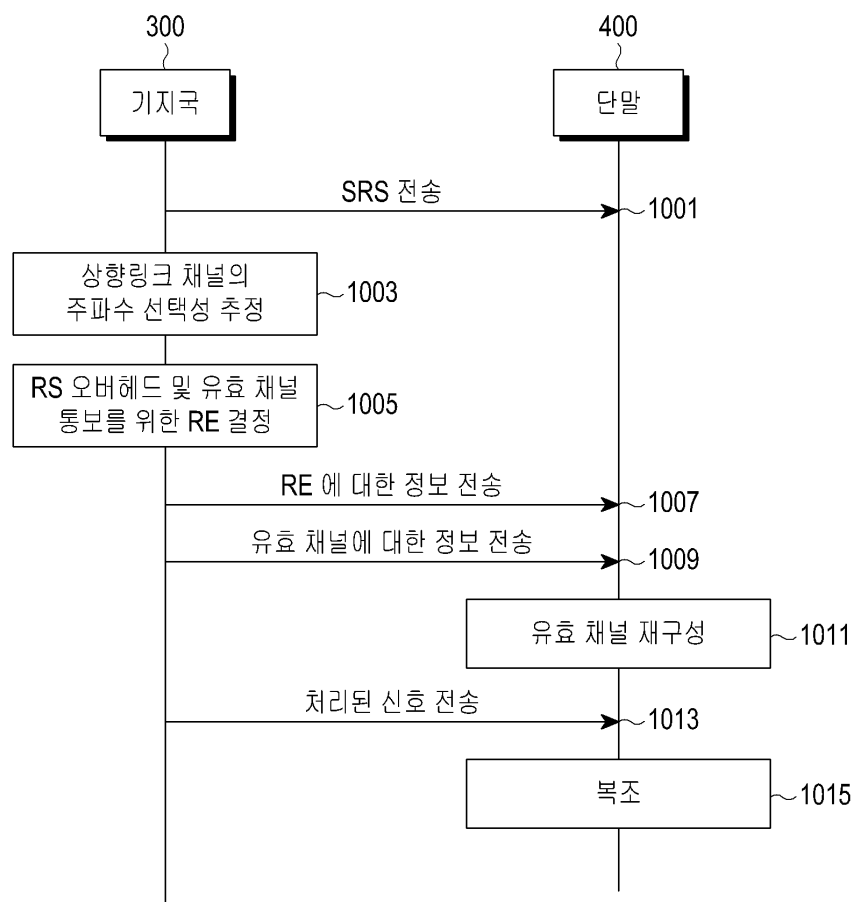 300
400
기지국
단말
SRS 전송
1001
상향링크 채널의
주파수 선택성 추정
1003
RS 오버헤드 및 유효 채널
통보를 위한 RE 결정
1005
RE 에 대한 정보 전송
1007
유효 채널에 대한 정보 전송
1009
유효 채널 재구성
1011
처리된 신호 전송
1013
복조
1015